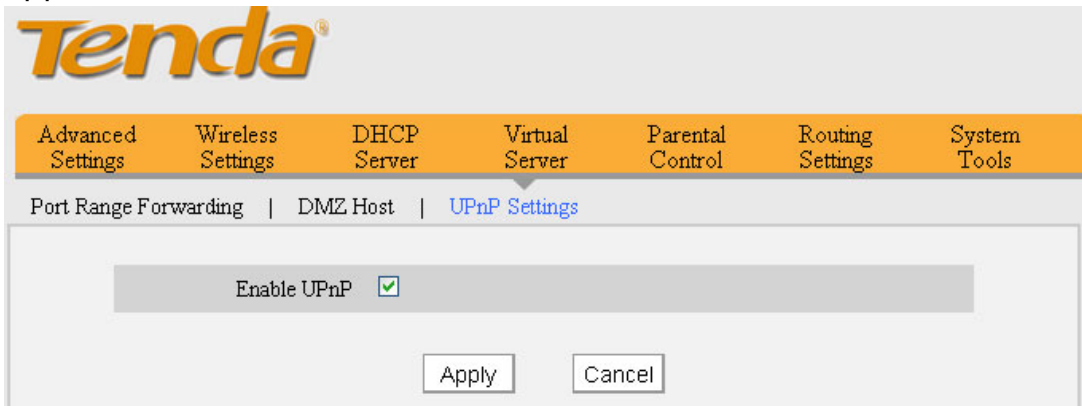 Tenda®
Advanced Settings Wireless Settings DHCP Server Virtual Server Parental Control Routing Settings System Tools
Port Range Forwarding | DMZ Host | UPnP Settings
Enable UPnP
Apply Cancel